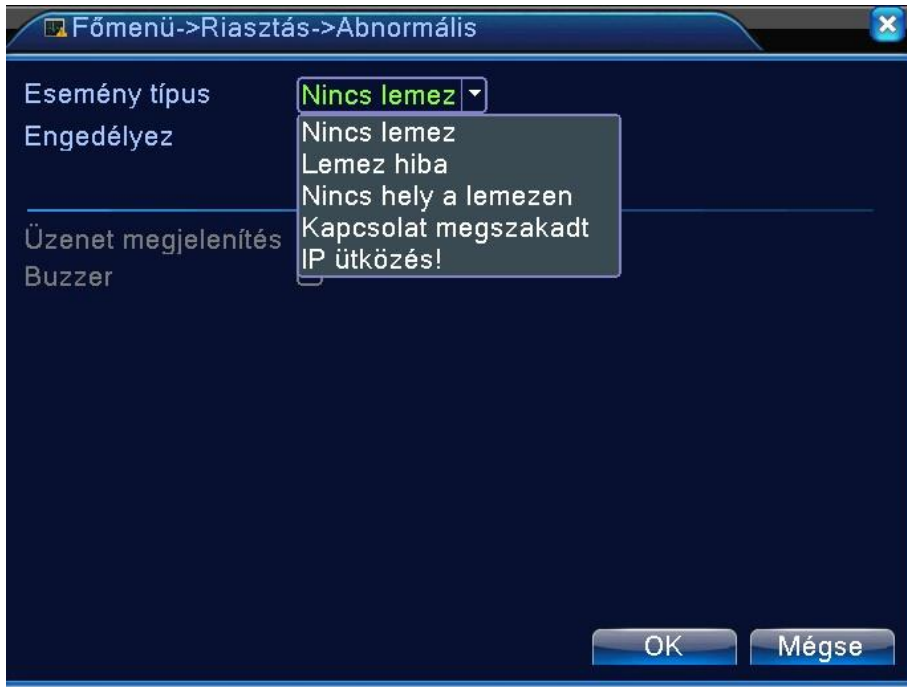 Főmenü->Riasztás->Abnormális
Esemény típus Nincs lemez
Engedélyez
Nincs lemez
Lemez hiba
Nincs hely a lemezen
Kapcsolat megszakadt
IP ütközés!
Üzenet megjelenítés
Buzzer
OK Mégse